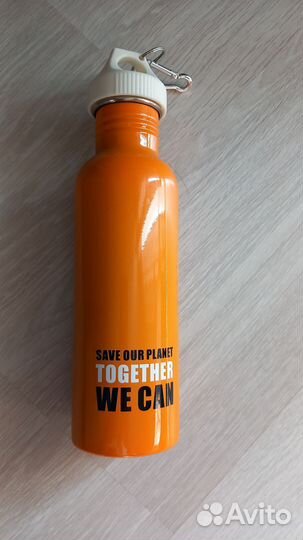 SAVE OUR PLANET
TOGETHER
WE CAN
Avito